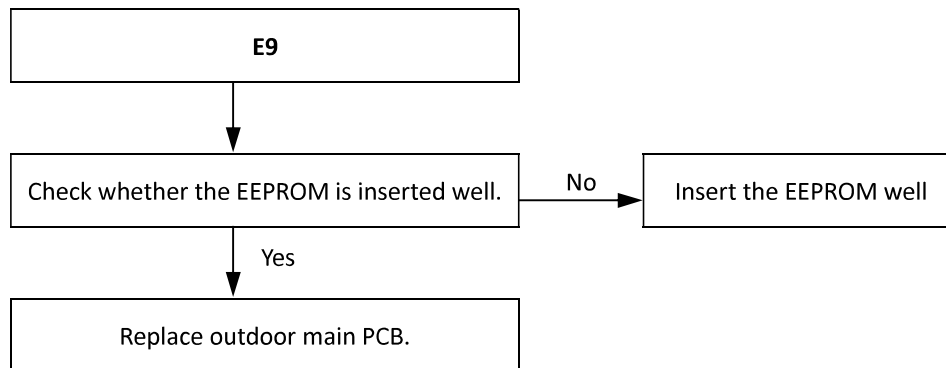 E9
Check whether the EEPROM is inserted well.
No
Insert the EEPROM well
Yes
Replace outdoor main PCB.